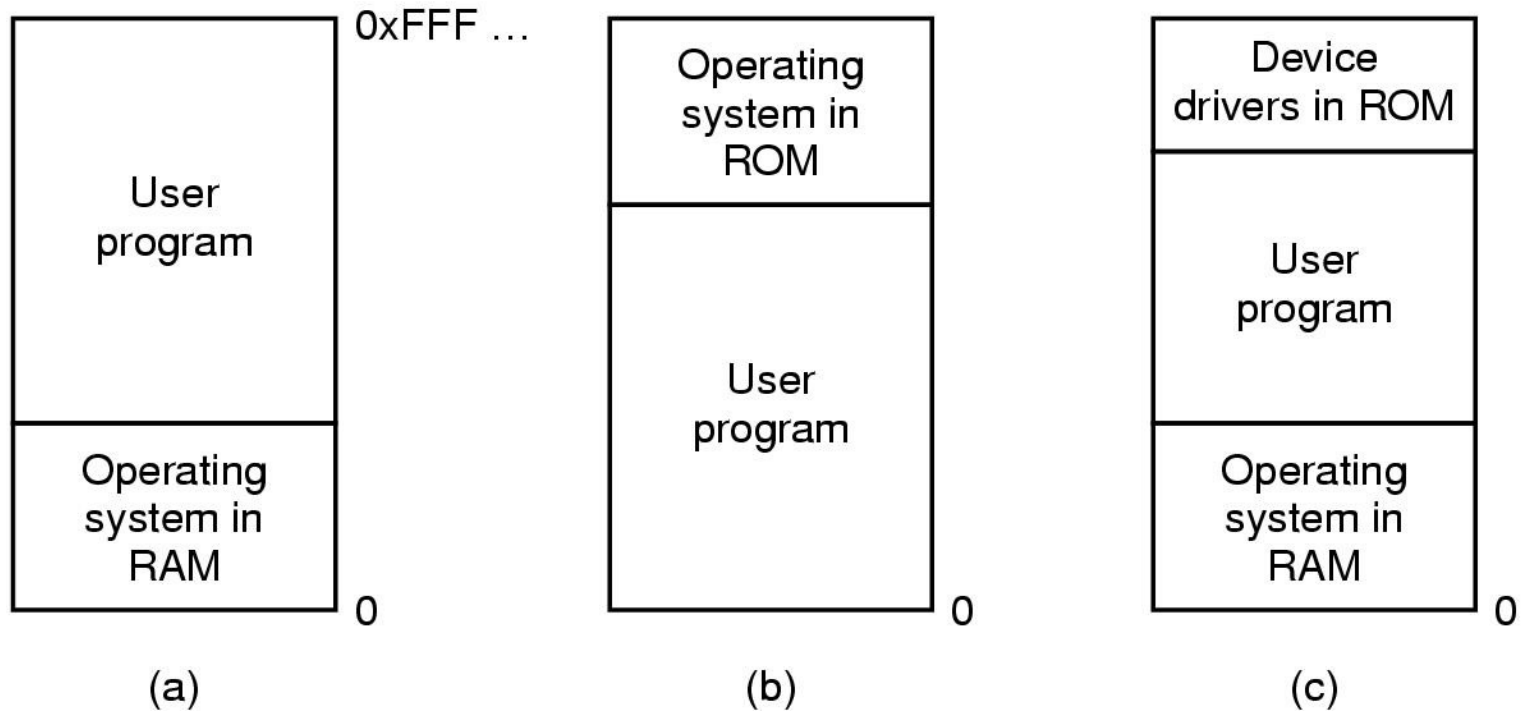 0xFFF ...
User
program
Operating
system in
RAM
0
(a)
Operating
system in
ROM
User
program
0
(b)
Device
drivers in ROM
User
program
Operating
system in
RAM
0
(c)